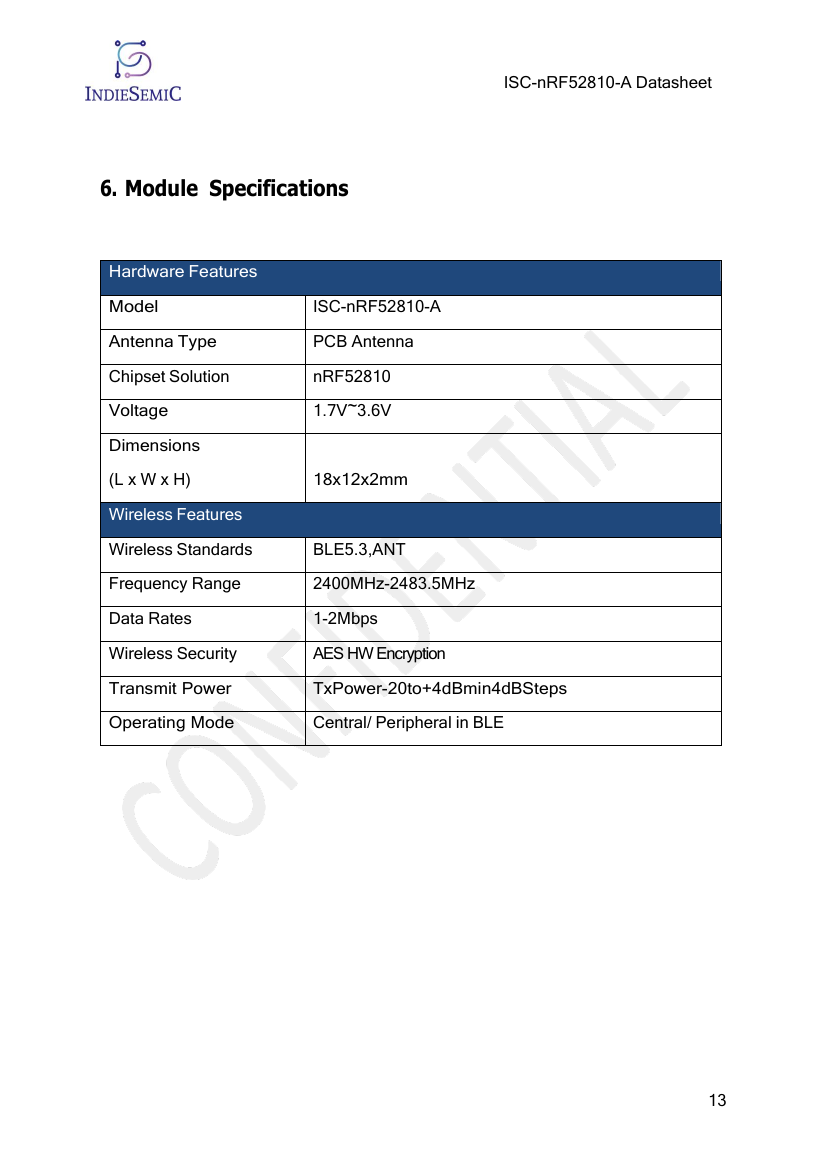 INDIESEMIC
ISC-nRF52810-A Datasheet
6. Module Specifications
Hardware Features
Model ISC-nRF52810-A
Antenna Type PCB Antenna
Chipset Solution nRF52810
Voltage 1.7V~3.6V
Dimensions
(L x W x H) 18x12x2mm
Wireless Features
Wireless Standards BLE5.3,ANT
Frequency Range 2400MHz-2483.5MHz
Data Rates 1-2Mbps
Wireless Security AES HW Encryption
Transmit Power TxPower-20to+4dBmin4dBSteps
Operating Mode Central/ Peripheral in BLE
CONFIDENTIAL
13